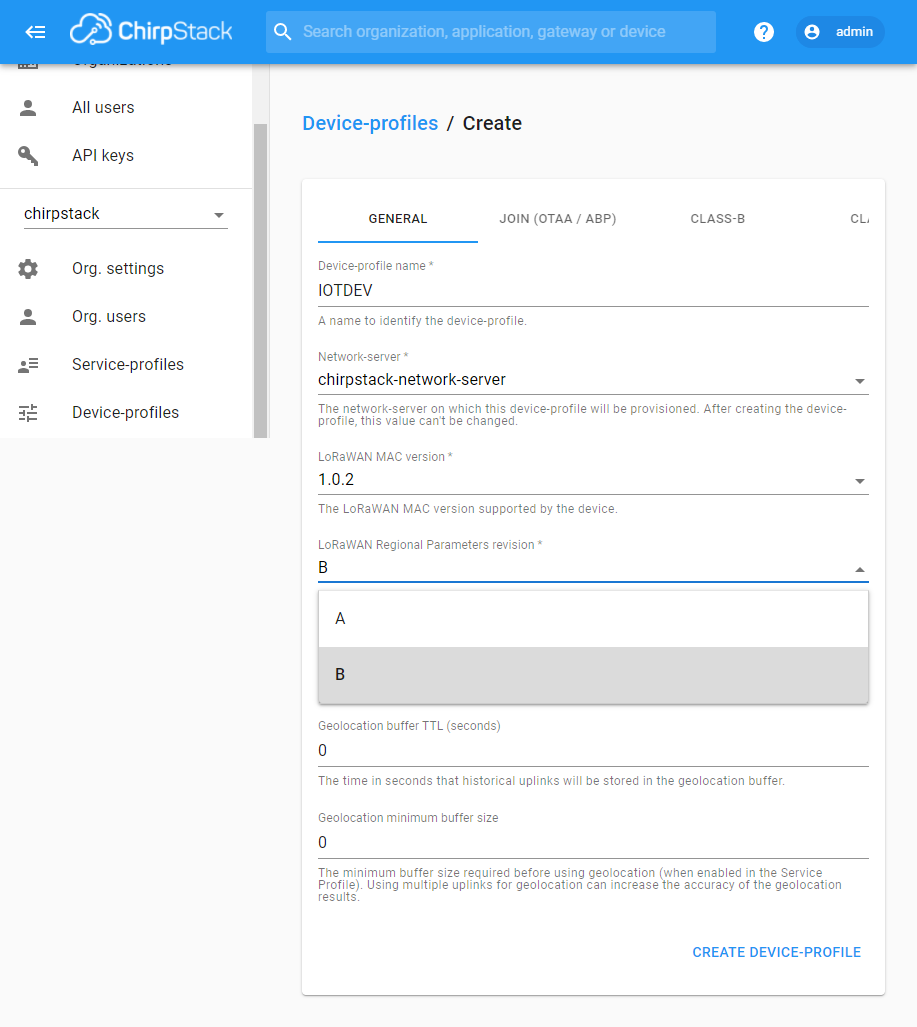 ChirpStack
Search organization, application, gateway or device
?
admin
Organizations
All users
API keys
chirpstack
Org. settings
Org. users
Service-profiles
Device-profiles
Device-profiles / Create
GENERAL
JOIN (OTAA / ABP)
CLASS-B
CLA
Device-profile name *
IOTDEV
A name to identify the device-profile.
Network-server *
chirpstack-network-server
The network-server on which this device-profile will be provisioned. After creating the device-
profile, this value can't be changed.
LoRaWAN MAC version *
1.0.2
The LoRaWAN MAC version supported by the device.
LoRaWAN Regional Parameters revision *
B
A
B
Geolocation buffer TTL (seconds)
0
The time in seconds that historical uplinks will be stored in the geolocation buffer.
Geolocation minimum buffer size
0
The minimum buffer size required before using geolocation (when enabled in the Service
Profile). Using multiple uplinks for geolocation can increase the accuracy of the geolocation
results.
CREATE DEVICE-PROFILE